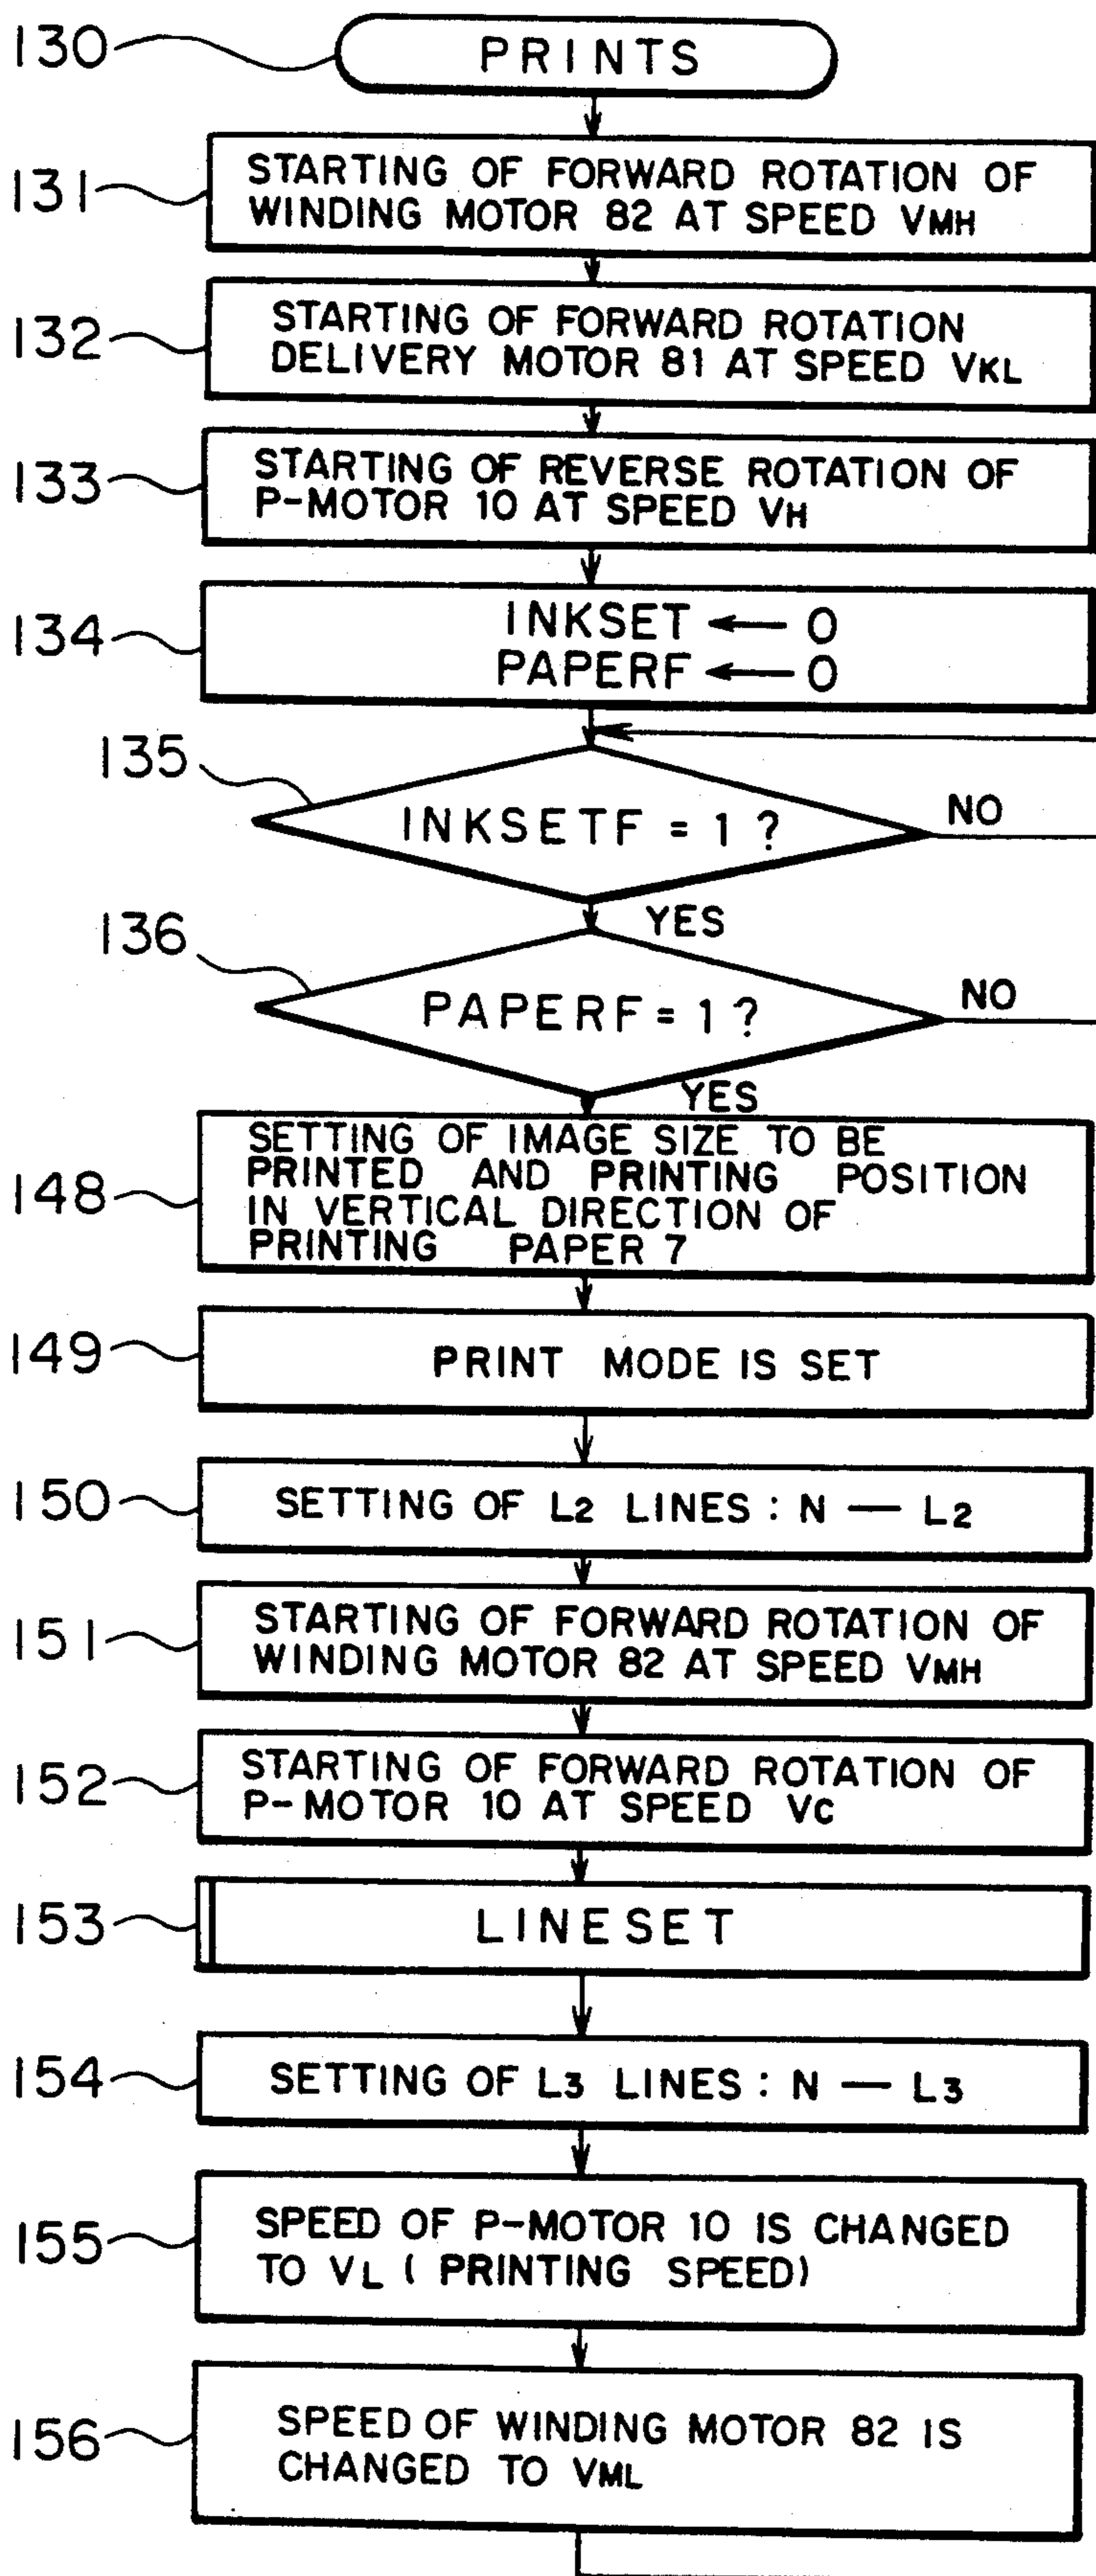 130
PRINTS
131
STARTING OF FORWARD ROTATION OF
WINDING MOTOR 82 AT SPEED VMH
132
STARTING OF FORWARD ROTATION
DELIVERY MOTOR 81 AT SPEED VKL
133
STARTING OF REVERSE ROTATION OF
P-MOTOR 10 AT SPEED VH
134
INKSET ← 0
PAPERF ← 0
135
INKSETF = 1 ?
NO
YES
136
PAPERF = 1 ?
NO
YES
148
SETTING OF IMAGE SIZE TO BE
PRINTED AND PRINTING POSITION
IN VERTICAL DIRECTION OF
PRINTING PAPER 7
149
PRINT MODE IS SET
150
SETTING OF L2 LINES : N — L2
151
STARTING OF FORWARD ROTATION OF
WINDING MOTOR 82 AT SPEED VMH
152
STARTING OF FORWARD ROTATION OF
P-MOTOR 10 AT SPEED VC
153
LINESET
154
SETTING OF L3 LINES : N — L3
155
SPEED OF P-MOTOR 10 IS CHANGED
TO VL ( PRINTING SPEED)
156
SPEED OF WINDING MOTOR 82 IS
CHANGED TO VML